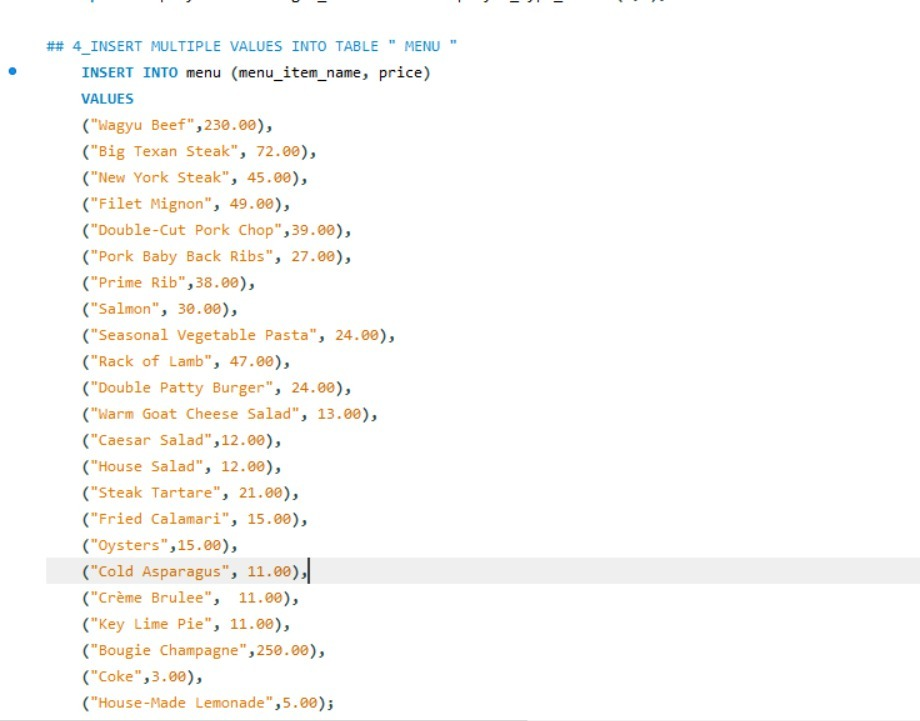 ## 4_INSERT MULTIPLE VALUES INTO TABLE " MENU "
INSERT INTO menu (menu_item_name, price)
VALUES
("Wagyu Beef",230.00),
("Big Texan Steak", 72.00),
("New York Steak", 45.00),
("Filet Mignon", 49.00),
("Double-Cut Pork Chop",39.00),
("Pork Baby Back Ribs", 27.00),
("Prime Rib",38.00),
("Salmon", 30.00),
("Seasonal Vegetable Pasta", 24.00),
("Rack of Lamb", 47.00),
("Double Patty Burger", 24.00),
("Warm Goat Cheese Salad", 13.00),
("Caesar Salad",12.00),
("House Salad", 12.00),
("Steak Tartare", 21.00),
("Fried Calamari", 15.00),
("Oysters",15.00),
("Cold Asparagus", 11.00),
("Crème Brulee",  11.00),
("Key Lime Pie", 11.00),
("Bougie Champagne",250.00),
("Coke",3.00),
("House-Made Lemonade",5.00);